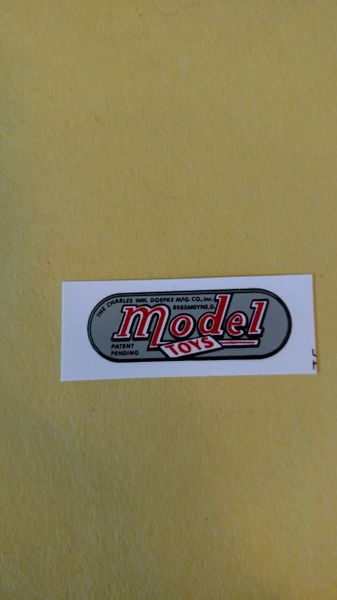 THE CHARLES WM. DOEPKE MFG. CO., Inc.
ROSSMOYNE, O.
Model
TOYS
PATENT
PENDING